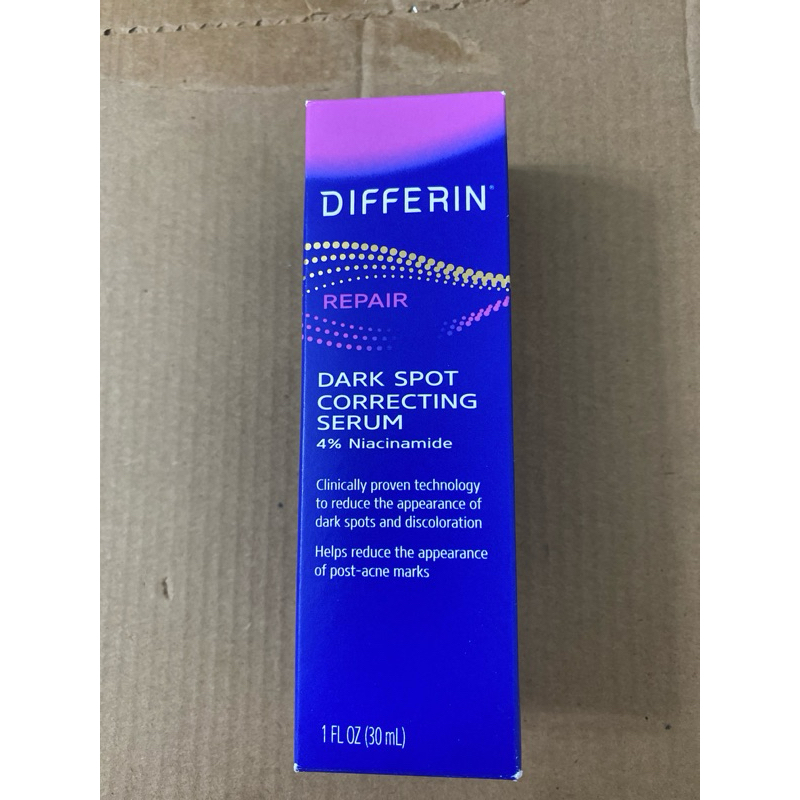 DIFFERIN®
REPAIR
DARK SPOT
CORRECTING
SERUM
4% Niacinamide
Clinically proven technology
to reduce the appearance of
dark spots and discoloration
Helps reduce the appearance
of post-acne marks
1 FL OZ (30 mL)